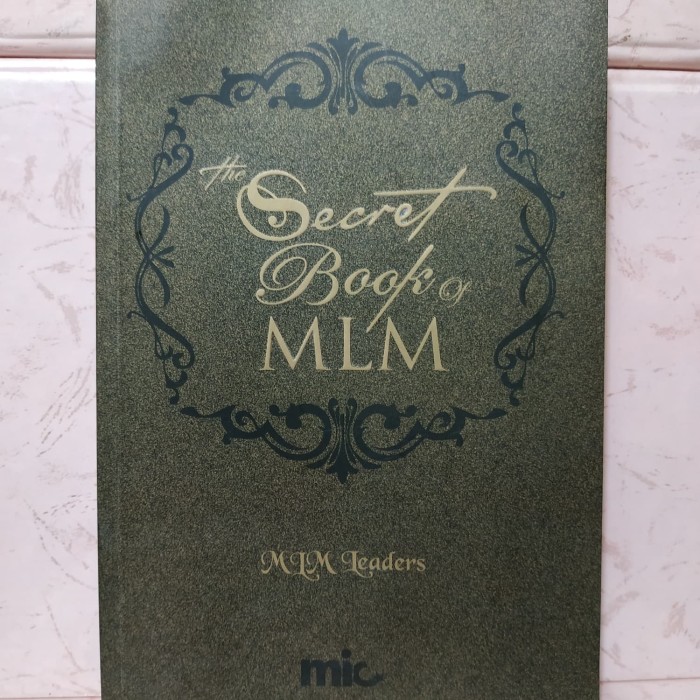 the
Secret
Book Of
MLM
MLM Leaders
mic